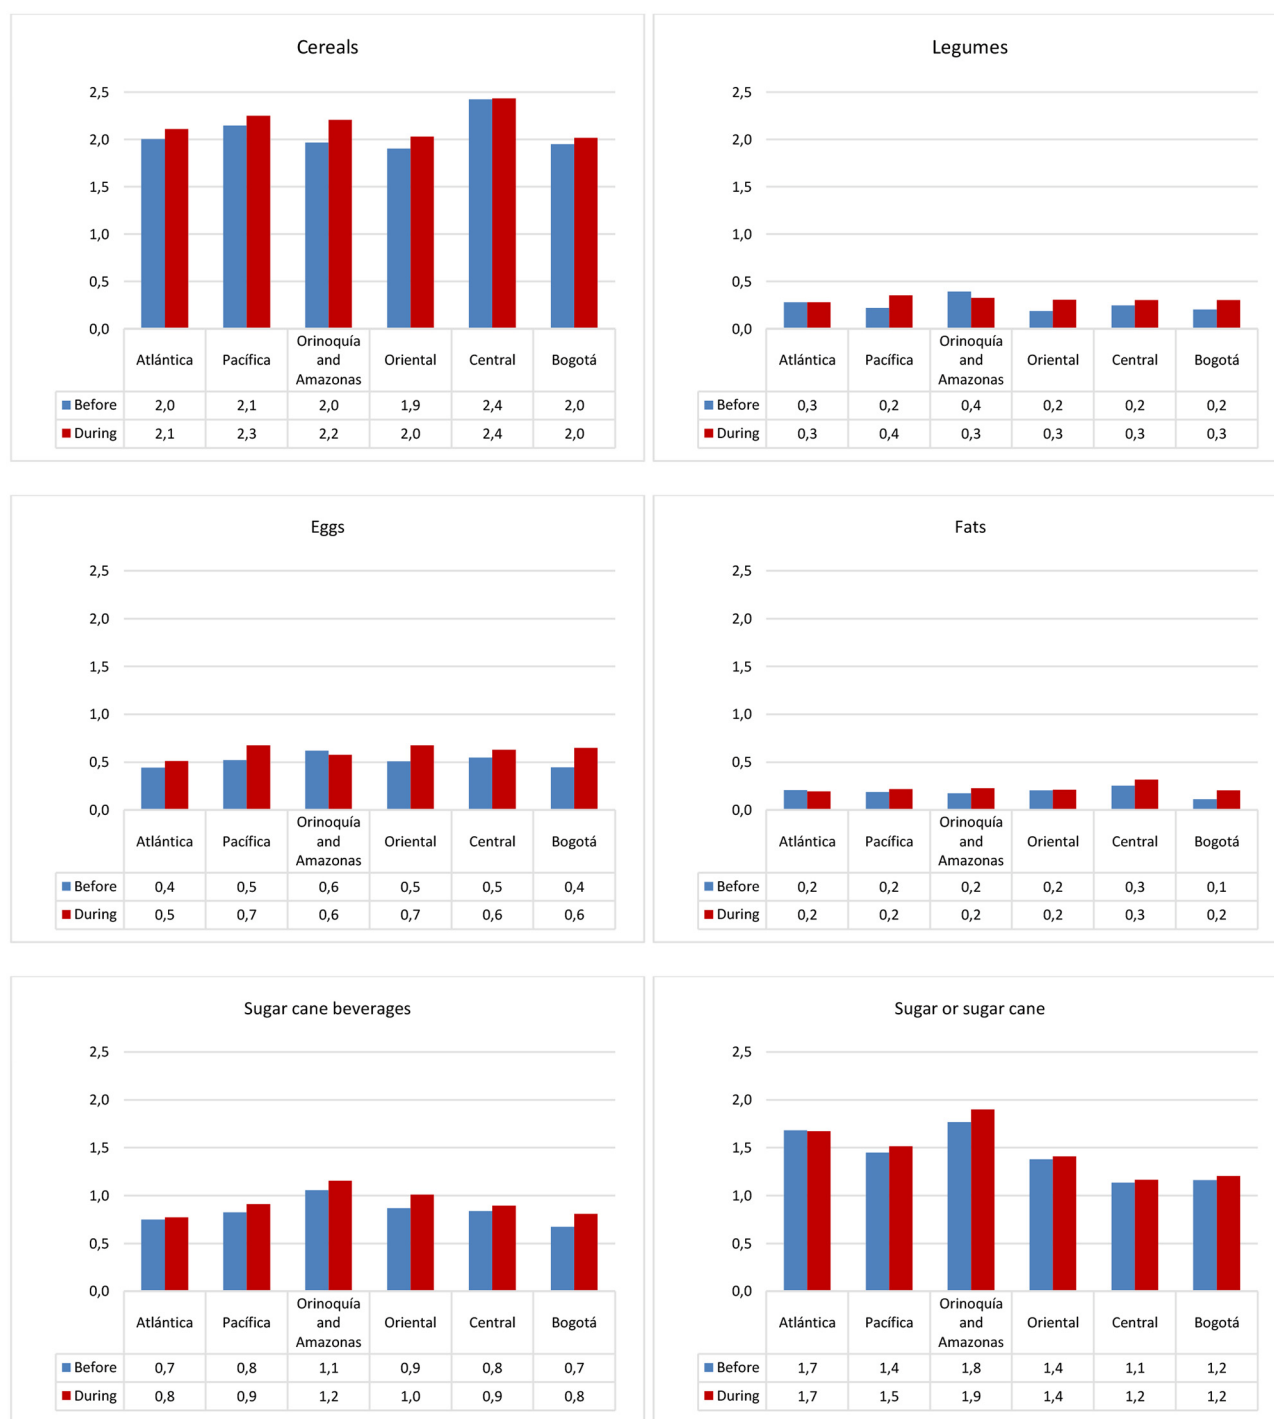 Cereals
2,5
2,0
1,5
1,0
0,5
0,0
Atlántica Pacífica Orinoquía and Amazonas Oriental Central Bogotá
Before 2,0 2,1 2,0 1,9 2,4 2,0
During 2,1 2,3 2,2 2,0 2,4 2,0
Legumes
2,5
2,0
1,5
1,0
0,5
0,0
Atlántica Pacífica Orinoquía and Amazonas Oriental Central Bogotá
Before 0,3 0,2 0,4 0,2 0,2 0,2
During 0,3 0,4 0,3 0,3 0,3 0,3
Eggs
2,5
2,0
1,5
1,0
0,5
0,0
Atlántica Pacífica Orinoquía and Amazonas Oriental Central Bogotá
Before 0,4 0,5 0,6 0,5 0,5 0,4
During 0,5 0,7 0,6 0,7 0,6 0,6
Fats
2,5
2,0
1,5
1,0
0,5
0,0
Atlántica Pacífica Orinoquía and Amazonas Oriental Central Bogotá
Before 0,2 0,2 0,2 0,2 0,3 0,1
During 0,2 0,2 0,2 0,2 0,3 0,2
Sugar cane beverages
2,5
2,0
1,5
1,0
0,5
0,0
Atlántica Pacífica Orinoquía and Amazonas Oriental Central Bogotá
Before 0,7 0,8 1,1 0,9 0,8 0,7
During 0,8 0,9 1,2 1,0 0,9 0,8
Sugar or sugar cane
2,5
2,0
1,5
1,0
0,5
0,0
Atlántica Pacífica Orinoquía and Amazonas Oriental Central Bogotá
Before 1,7 1,4 1,8 1,4 1,1 1,2
During 1,7 1,5 1,9 1,4 1,2 1,2